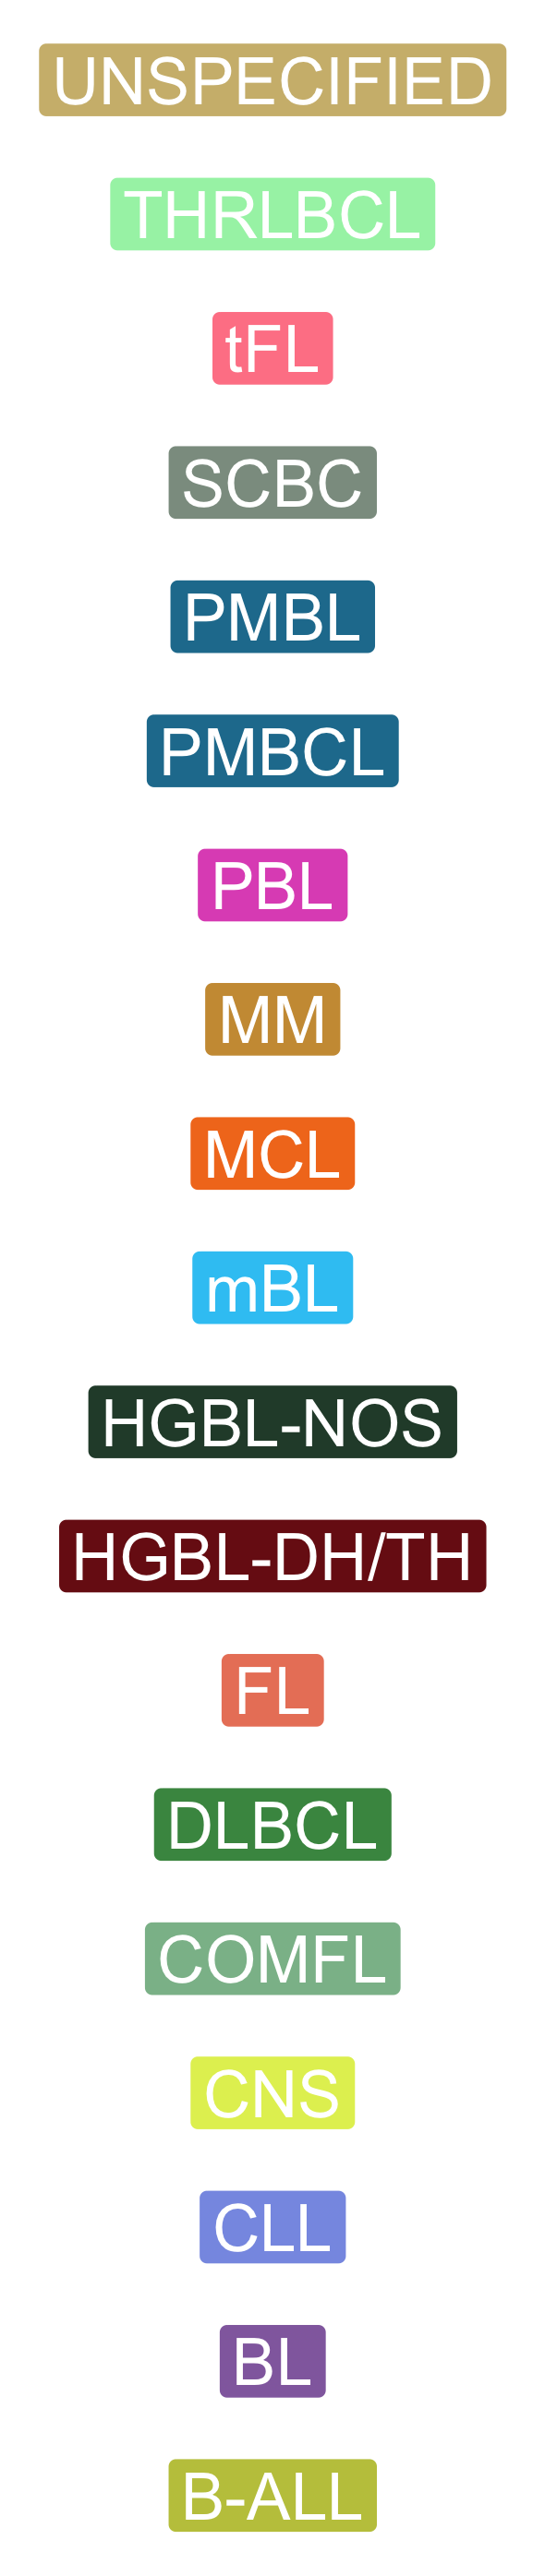 UNSPECIFIED
THRLBCL
tFL
SCBC
PMBL
PMBCL
PBL
MM
MCL
mBL
HGBL-NOS
HGBL-DH/TH
FL
DLBCL
COMFL
CNS
CLL
BL
B-ALL